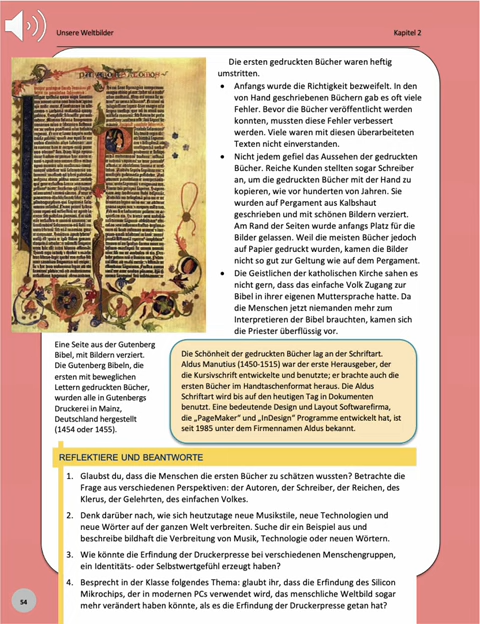 Unsere Weltbilder
Kapitel 2
Die ersten gedruckten Bücher waren heftig
umstritten.
• Anfangs wurde die Richtigkeit bezweifelt. In den
von Hand geschriebenen Büchern gab es oft viele
Fehler. Bevor die Bücher veröffentlicht werden
konnten, mussten diese Fehler verbessert
werden. Viele waren mit diesen überarbeiteten
Texten nicht einverstanden.
• Nicht jedem gefiel das Aussehen der gedruckten
Bücher. Reiche Kunden stellten sogar Schreiber
an, um die gedruckten Bücher mit der Hand zu
kopieren, wie vor hunderten von Jahren. Sie
wurden auf Pergament aus Kalbshaut
geschrieben und mit schönen Bildern verziert.
Am Rand der Seiten wurde anfangs Platz für die
Bilder gelassen. Weil die meisten Bücher jedoch
auf Papier gedruckt wurden, kamen die Bilder
nicht so gut zur Geltung wie auf dem Pergament.
• Die Geistlichen der katholischen Kirche sahen es
nicht gern, dass das einfache Volk Zugang zur
Bibel in ihrer eigenen Muttersprache hatte. Da
die Menschen jetzt niemanden mehr zum
Interpretieren der Bibel brauchten, kamen sich
die Priester überflüssig vor.
Eine Seite aus der Gutenberg
Bibel, mit Bildern verziert.
Die Gutenberg Bibeln, die
ersten mit beweglichen
Lettern gedruckten Bücher,
wurden alle in Gutenbergs
Druckerei in Mainz,
Deutschland hergestellt
(1454 oder 1455).
Die Schönheit der gedruckten Bücher lag an der Schriftart.
Aldus Manutius (1450-1515) war der erste Herausgeber, der
die Kursivschrift entwickelte und benutzte; er brachte auch die
ersten Bücher im Handtaschenformat heraus. Die Aldus
Schriftart wird bis auf den heutigen Tag in Dokumenten
benutzt. Eine bedeutende Design und Layout Softwarefirma,
die „PageMaker“ und „InDesign“ Programme entwickelt hat, ist
seit 1985 unter dem Firmennamen Aldus bekannt.
REFLEKTIERE UND BEANTWORTE
1. Glaubst du, dass die Menschen die ersten Bücher zu schätzen wussten? Betrachte die
Frage aus verschiedenen Perspektiven: der Autoren, der Schreiber, der Reichen, des
Klerus, der Gelehrten, des einfachen Volkes.
2. Denk darüber nach, wie sich heutzutage neue Musikstile, neue Technologien und
neue Wörter auf der ganzen Welt verbreiten. Suche dir ein Beispiel aus und
beschreibe bildhaft die Verbreitung von Musik, Technologie oder neuen Wörtern.
3. Wie könnte die Erfindung der Druckerpresse bei verschiedenen Menschengruppen,
ein Identitäts- oder Selbstwertgefühl erzeugt haben?
4. Besprecht in der Klasse folgendes Thema: glaubt ihr, dass die Erfindung des Silicon
Mikrochips, der in modernen PCs verwendet wird, das menschliche Weltbild sogar
mehr verändert haben könnte, als es die Erfindung der Druckerpresse getan hat?
54